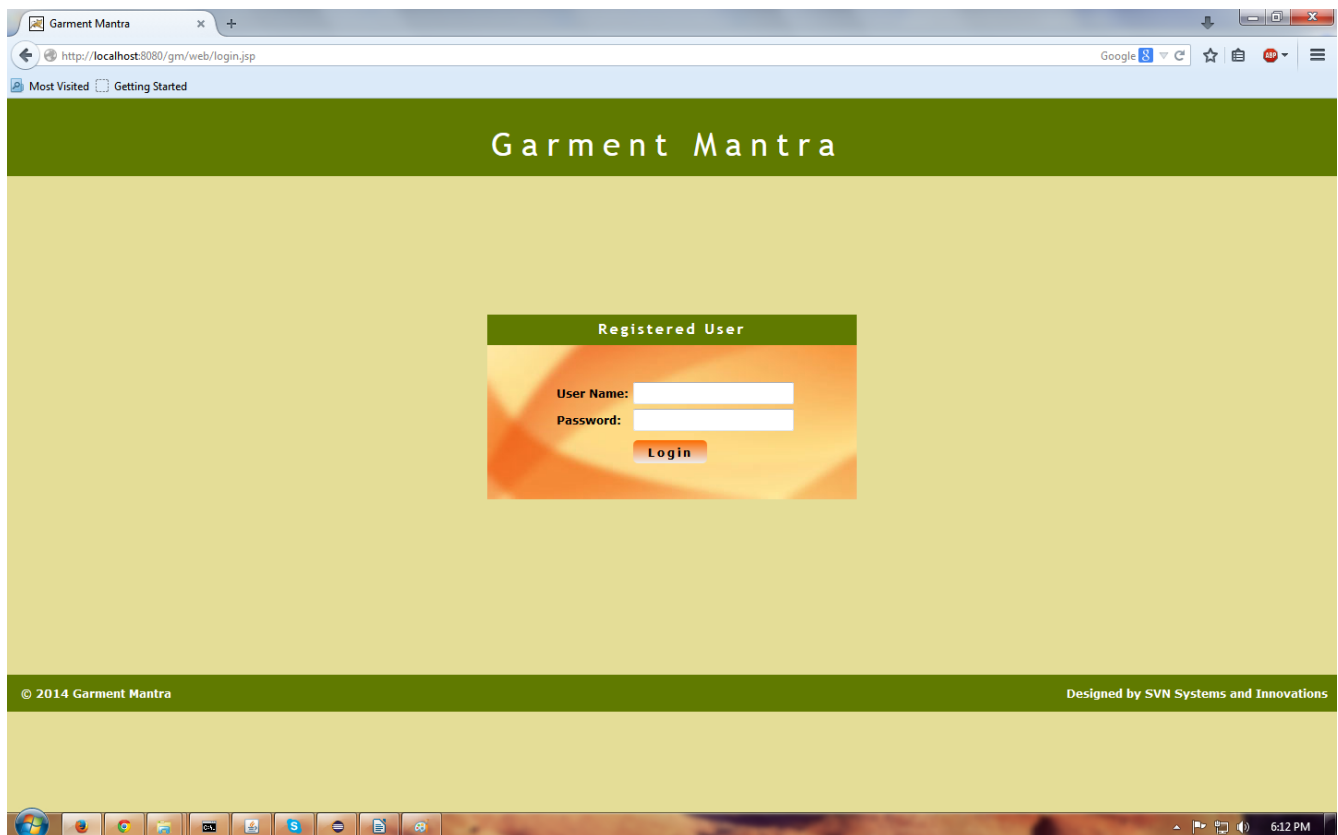 Garment Mantra
http://localhost:8080/gm/web/login.jsp
Google
ABP
Most Visited
Getting Started
Garment Mantra
Registered User
User Name:
Password:
Login
© 2014 Garment Mantra
Designed by SVN Systems and Innovations
6:12 PM